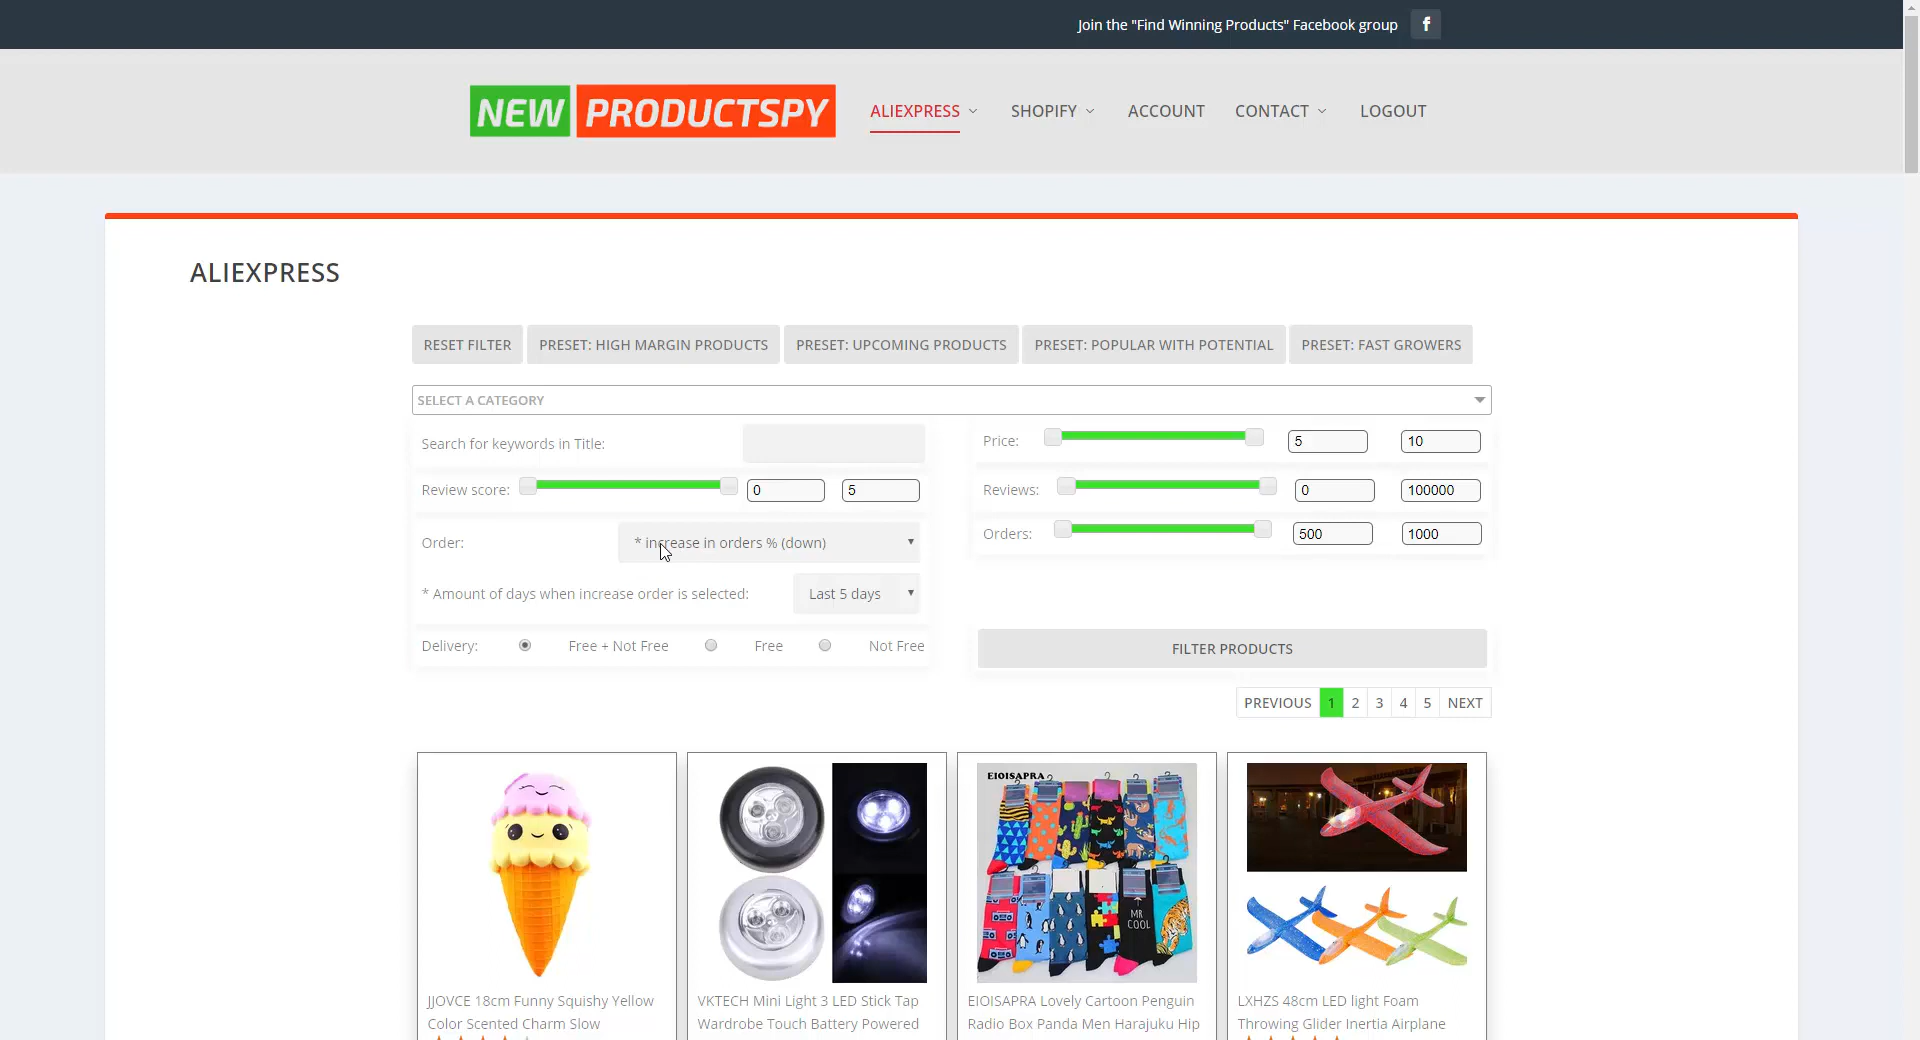 Join the "Find Winning Products" Facebook group f
NEW PRODUCTSPY
ALIEXPRESS SHOPIFY ACCOUNT CONTACT LOGOUT
ALIEXPRESS
RESET FILTER PRESET: HIGH MARGIN PRODUCTS PRESET: UPCOMING PRODUCTS PRESET: POPULAR WITH POTENTIAL PRESET: FAST GROWERS
SELECT A CATEGORY
Search for keywords in Title:
Price: 5 10
Review score: 0 5
Reviews: 0 100000
Order: * increase in orders % (down)
Orders: 500 1000
* Amount of days when increase order is selected: Last 5 days
Delivery: Free + Not Free Free Not Free
FILTER PRODUCTS
PREVIOUS 1 2 3 4 5 NEXT
EIOISAPRA
MR
COOL
JJOVCE 18cm Funny Squishy Yellow
Color Scented Charm Slow
VKTECH Mini Light 3 LED Stick Tap
Wardrobe Touch Battery Powered
EIOISAPRA Lovely Cartoon Penguin
Radio Box Panda Men Harajuku Hip
LXHZS 48cm LED light Foam
Throwing Glider Inertia Airplane